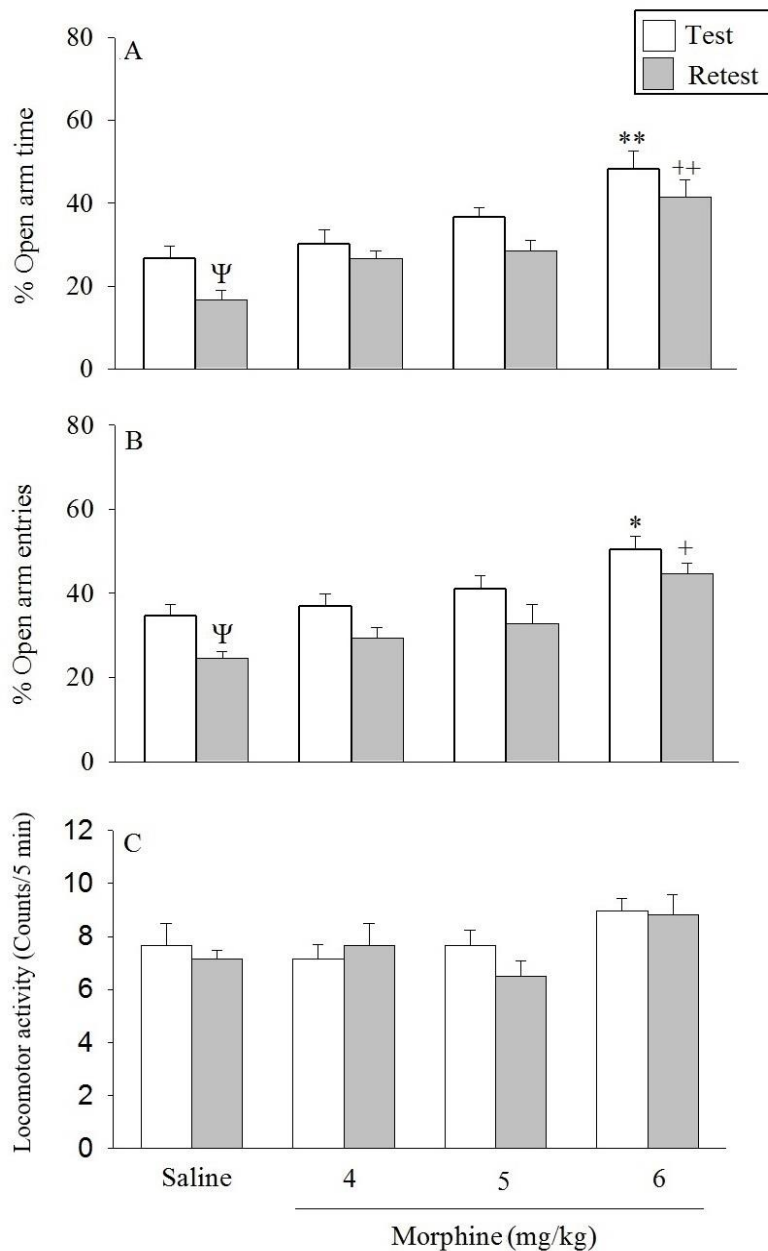 Test
Retest
A
% Open arm time
80
60
40
20
0
Ψ
**
++
B
% Open arm entries
80
60
40
20
0
Ψ
*
+
C
Locomotor activity (Counts/5 min)
12
10
8
6
4
2
0
Saline 4 5 6
Morphine (mg/kg)